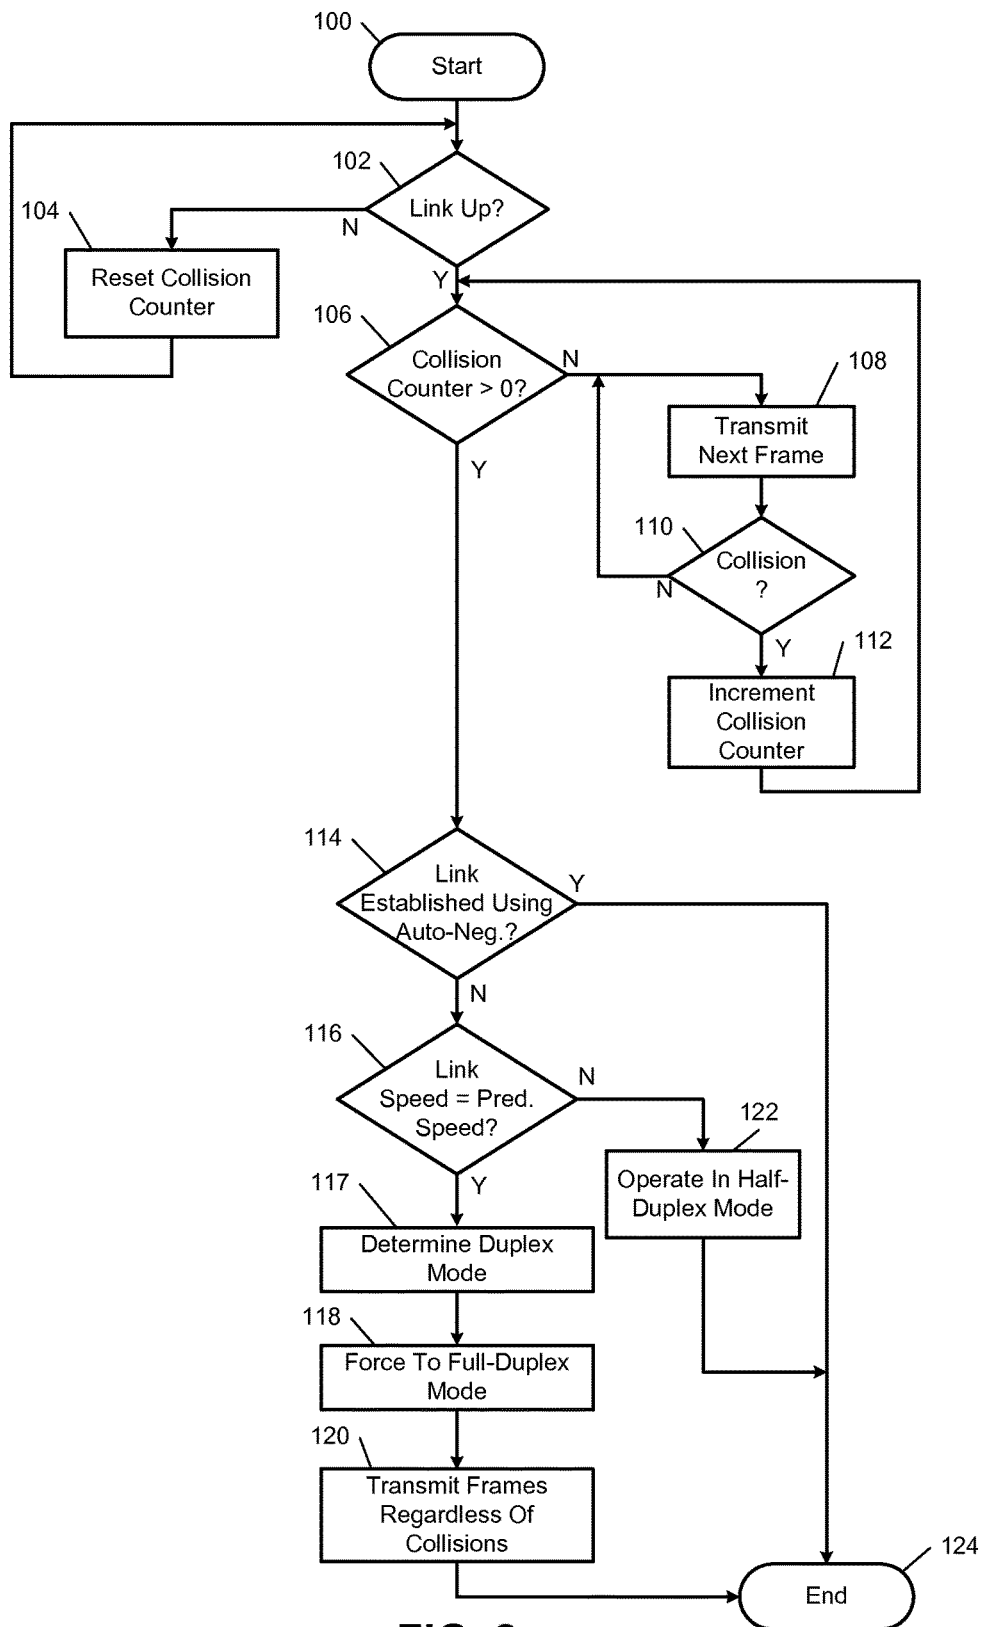 100
Start
102
Link Up?
N
104
Reset Collision
Counter
Y
106
Collision
Counter > 0?
N
108
Transmit
Next Frame
Y
110
Collision
?
N
Y
112
Increment
Collision
Counter
114
Link
Established Using
Auto-Neg.?
Y
N
116
Link
Speed = Pred.
Speed?
N
122
Operate In Half-
Duplex Mode
Y
117
Determine Duplex
Mode
118
Force To Full-Duplex
Mode
120
Transmit Frames
Regardless Of
Collisions
124
End